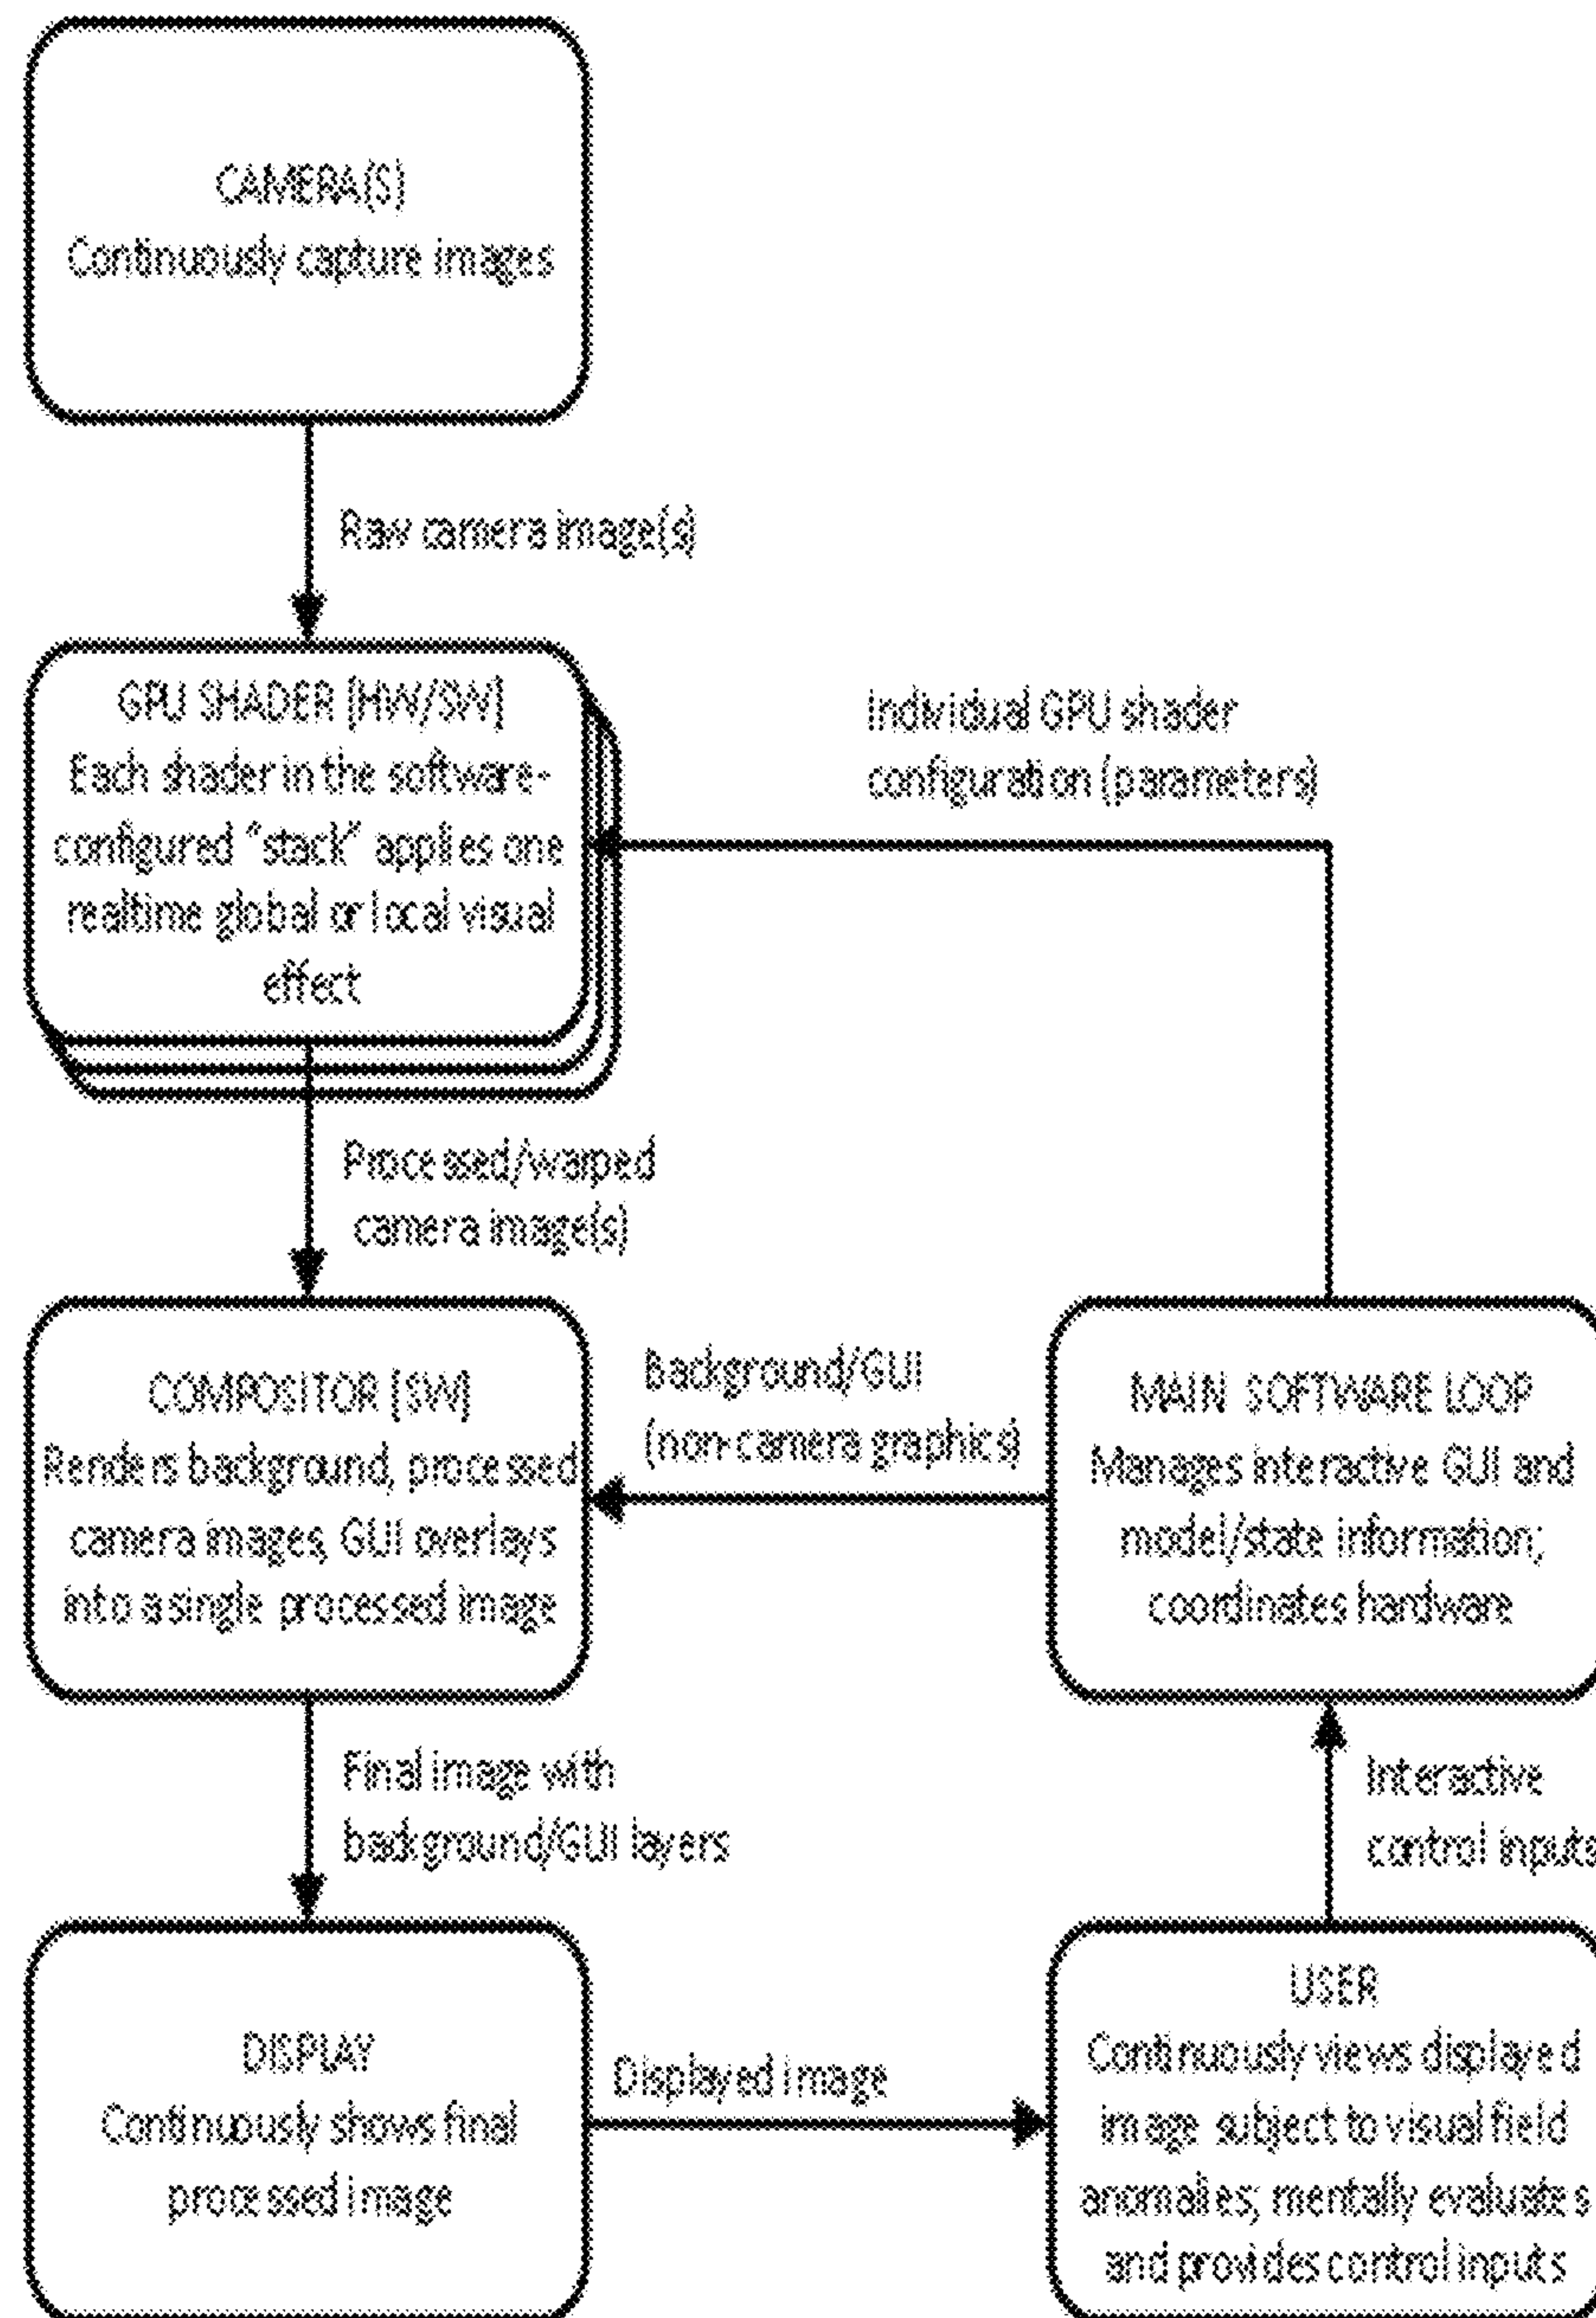 CAMERA(S)
Continuously capture images
Raw camera image(s)
GPU SHADER [HW/SW]
Each shader in the software-
configured "stack" applies one
realtime global or local visual
effect
Individual GPU shader
configuration (parameters)
Processed/warped
camera image(s)
COMPOSITOR [SW]
Renders background, processed
camera images, GUI overlays
into a single processed image
Background/GUI
(non-camera graphics)
MAIN SOFTWARE LOOP
Manages interactive GUI and
model/state information;
coordinates hardware
Final image with
background/GUI layers
Interactive
control inputs
DISPLAY
Continuously shows final
processed image
Displayed image
USER
Continuously views displayed
image subject to visual field
anomalies; mentally evaluates
and provides control inputs